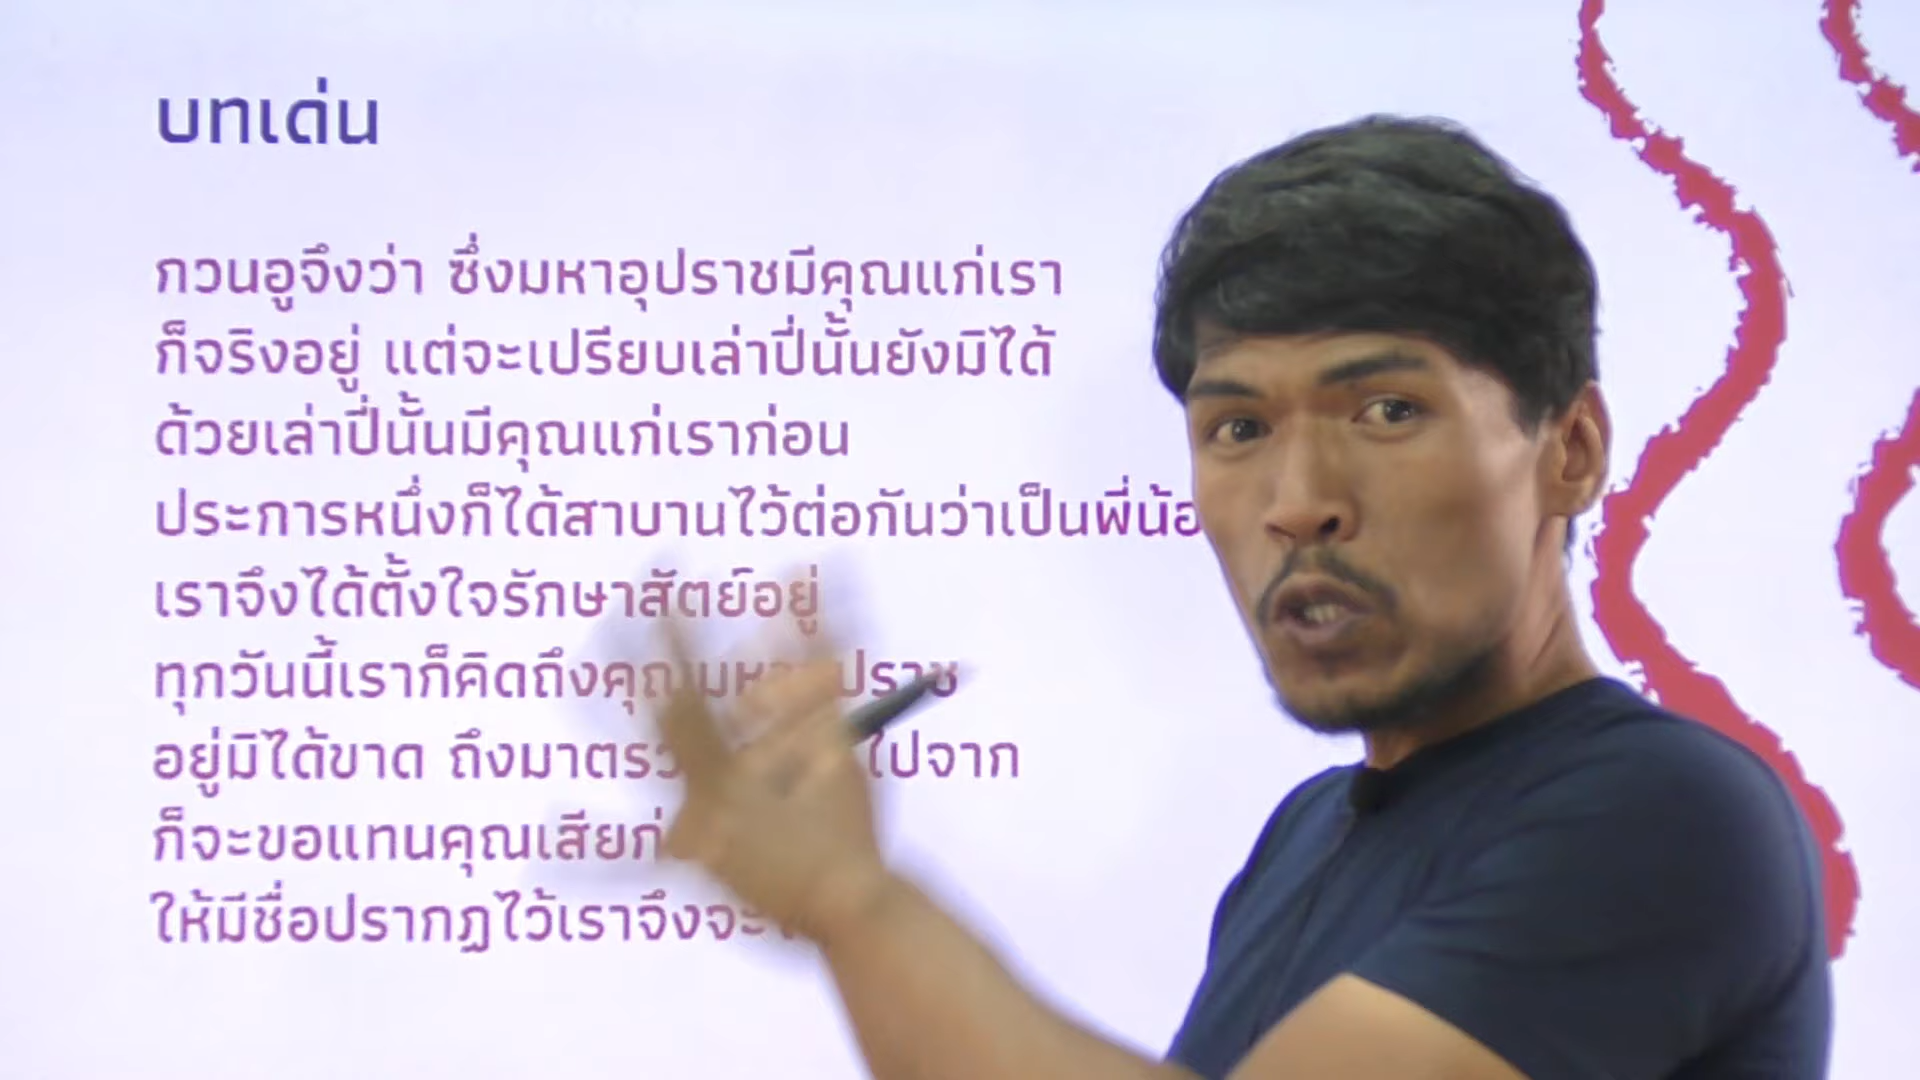 บทเด่น
กวนอูจึงว่า ซึ่งมหาอุปราชมีคุณแก่เรา
ก็จริงอยู่ แต่จะเปรียบเล่าปี่นั้นยังมิได้
ด้วยเล่าปี่นั้นมีคุณแก่เราก่อน
ประการหนึ่งก็ได้สาบานไว้ต่อกันว่าเป็นพี่น้อ
เราจึงได้ตั้งใจรักษาสัตย์อยู่
ทุกวันนี้เราก็คิดถึงคุณ
อยู่มิได้ขาด ถึงมาตร ไปจาก
ก็จะขอแทนคุณเสีย
ให้มีชื่อปรากฏไว้เราจึงจะ